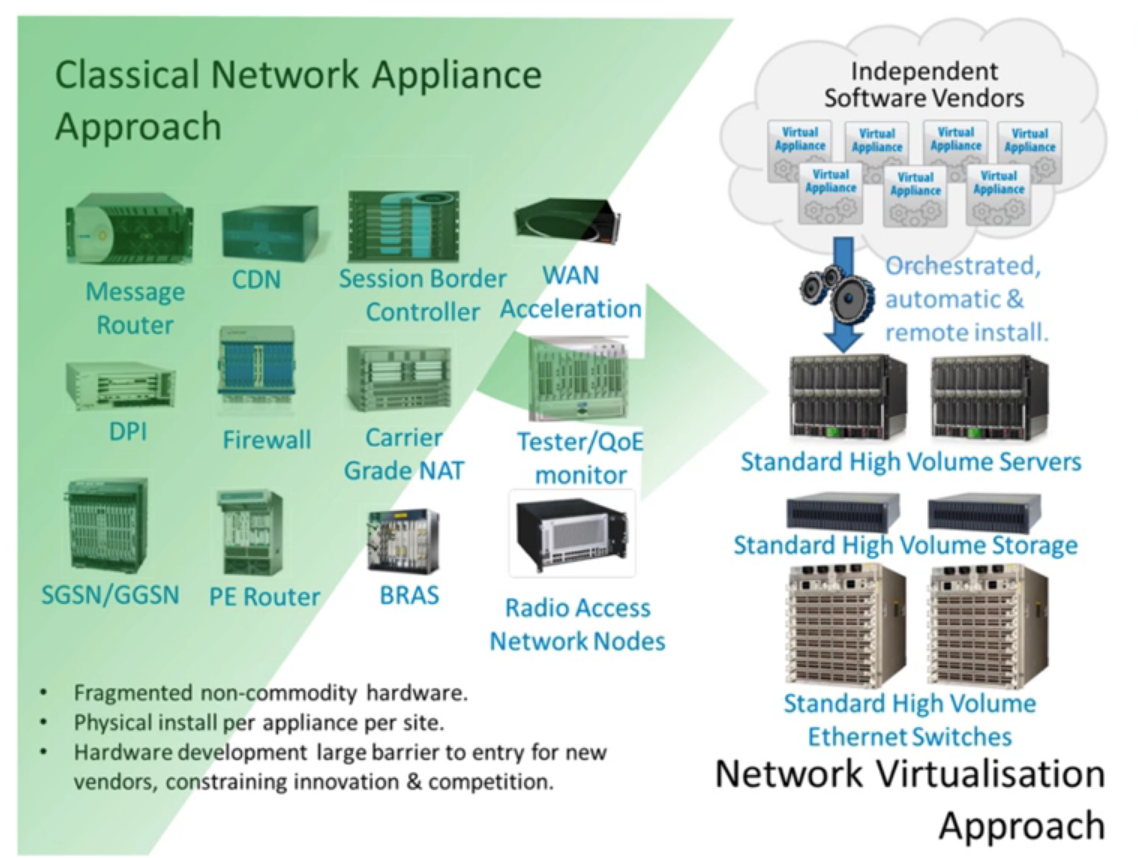 Classical Network Appliance
Approach
Message
Router
CDN
Session Border
Controller
WAN
Acceleration
DPI
Firewall
Carrier
Grade NAT
Tester/QoE
monitor
SGSN/GGSN
PE Router
BRAS
Radio Access
Network Nodes
• Fragmented non-commodity hardware.
• Physical install per appliance per site.
• Hardware development large barrier to entry for new
vendors, constraining innovation & competition.
Independent
Software Vendors
Virtual
Appliance
Virtual
Appliance
Virtual
Appliance
Virtual
Appliance
Virtual
Appliance
Virtual
Appliance
Virtual
Appliance
Orchestrated,
automatic &
remote install.
Standard High Volume Servers
Standard High Volume Storage
Standard High Volume
Ethernet Switches
Network Virtualisation
Approach